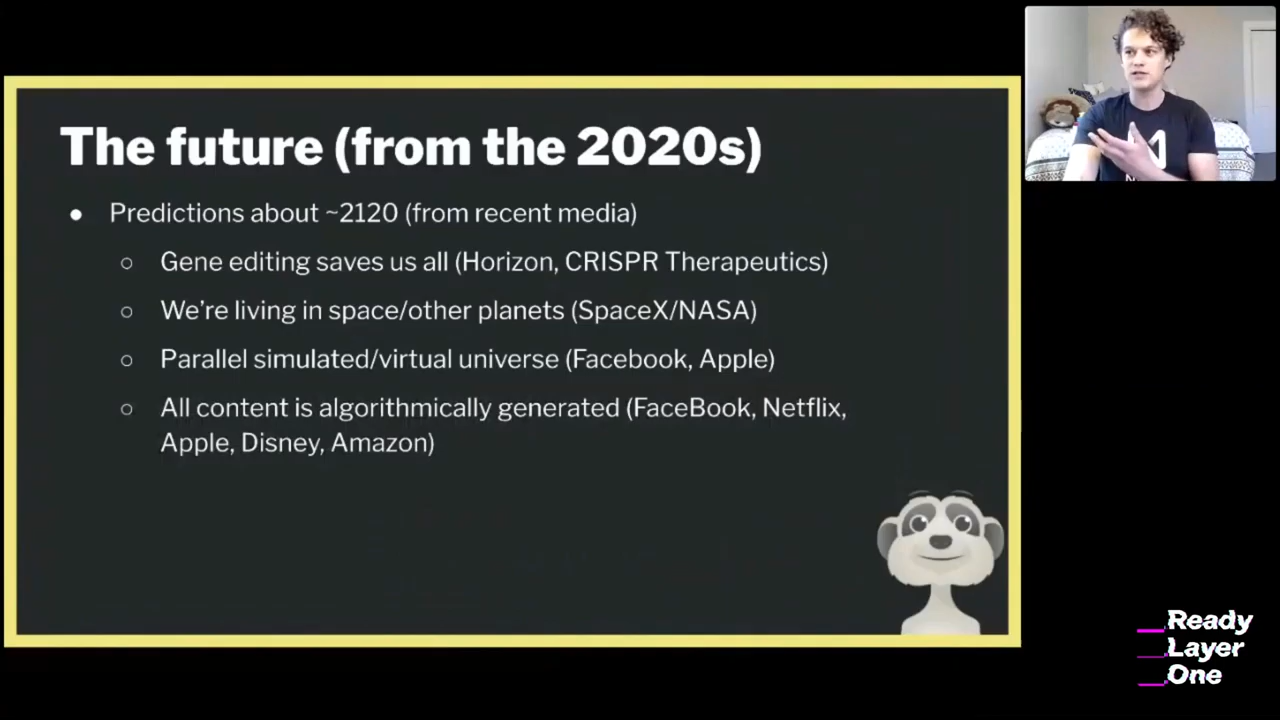 The future (from the 2020s)
● Predictions about ~2120 (from recent media)
○ Gene editing saves us all (Horizon, CRISPR Therapeutics)
○ We’re living in space/other planets (SpaceX/NASA)
○ Parallel simulated/virtual universe (Facebook, Apple)
○ All content is algorithmically generated (FaceBook, Netflix,
Apple, Disney, Amazon)
Ready
Layer
One